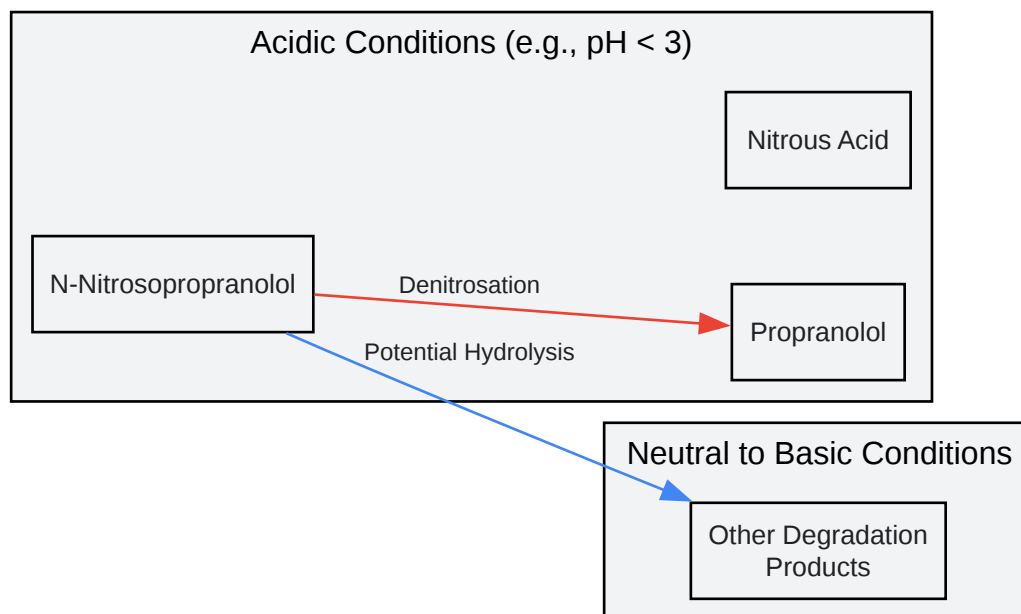 Acidic Conditions (e.g., pH < 3)
Nitrous Acid
N-Nitrosopropranolol
Denitrosation
Propranolol
Potential Hydrolysis
Neutral to Basic Conditions
Other Degradation
Products